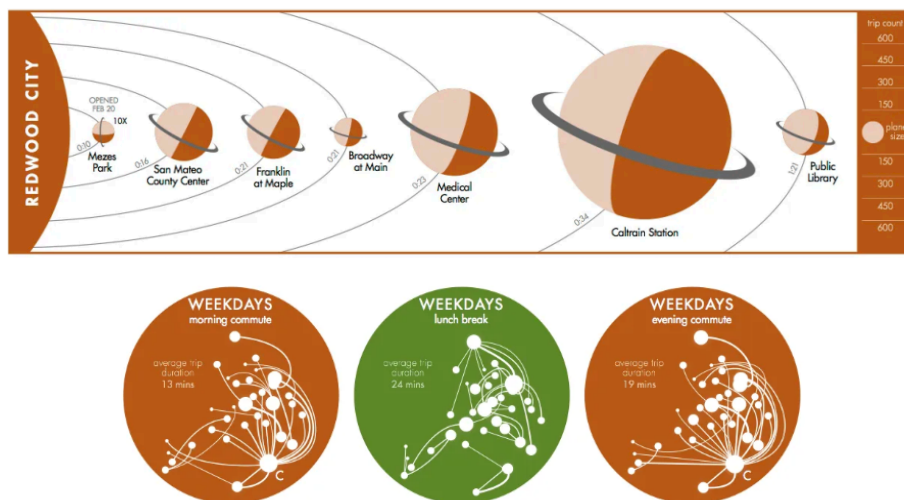 REDWOOD CITY
OPENED
FEB 20
10X
0:10
Mezes
Park
0:16
San Mateo
County Center
0:21
Franklin
at Maple
0:21
Broadway
at Main
0:23
Medical
Center
0:34
Caltrain Station
1:21
Public
Library
trip count
600
450
300
150
size
150
300
450
600
WEEKDAYS
morning commute
average trip
duration
13 mins
C
WEEKDAYS
lunch break
average trip
duration
24 mins
WEEKDAYS
evening commute
average trip
duration
19 mins
C